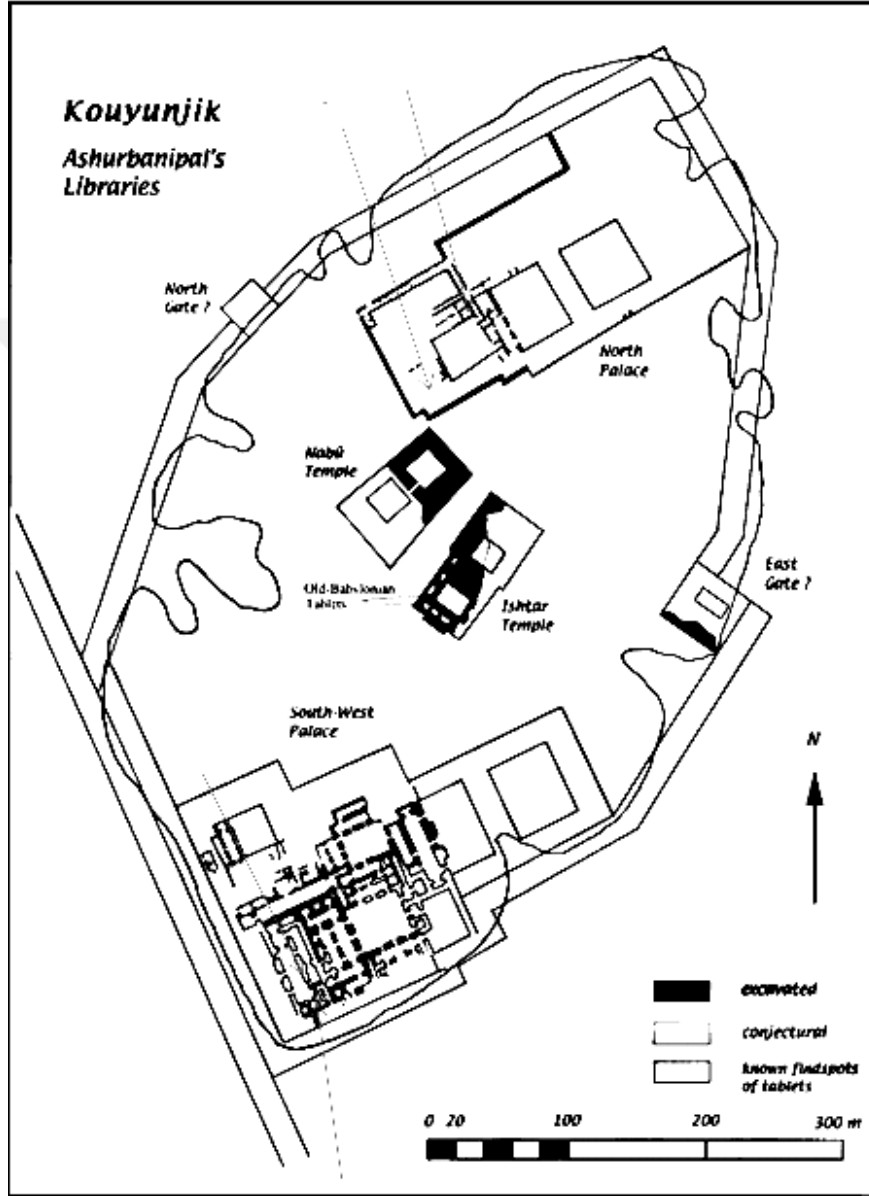 Kouyunjik
Ashurbanipal's
Libraries
North
Gate ?
North
Palace
Nabû
Temple
East
Gate ?
Old-Babylonian
Tablets
Ishtar
Temple
South-West
Palace
N
excavated
conjectural
known findspots
of tablets
0 20 100 200 300 m